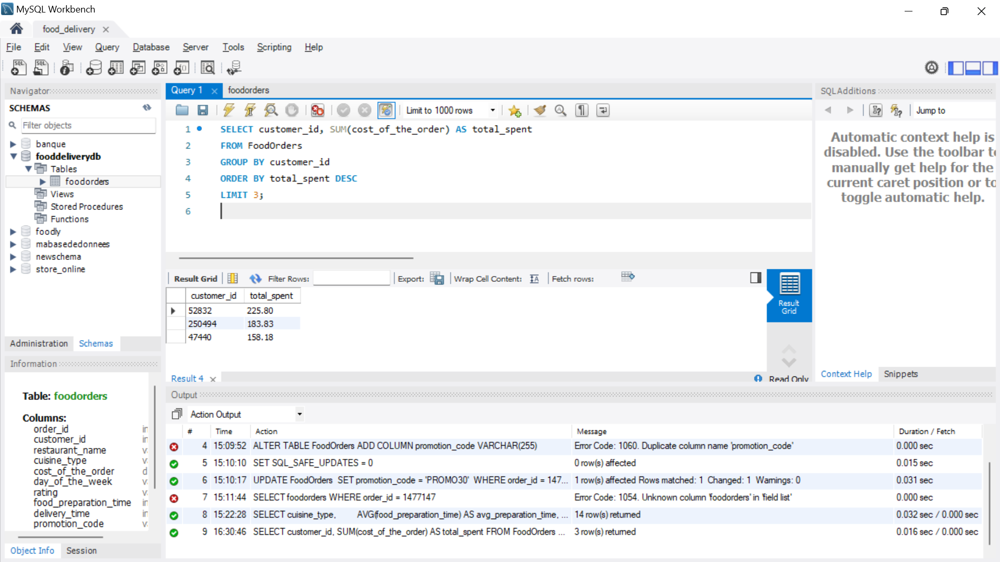 MySQL Workbench
food_delivery
File Edit View Query Database Server Tools Scripting Help
Navigator
SCHEMAS
Filter objects
banque
fooddeliverydb
Tables
foodorders
Views
Stored Procedures
Functions
foodly
mabasededonnees
newschema
store_online
Administration Schemas
Information
Table: foodorders
Columns:
order_id in
customer_id in
restaurant_name v
cuisine_type v
cost_of_the_order d
day_of_the_week v
rating v
food_preparation_time in
delivery_time in
promotion_code v
Object Info Session
Query 1 foodorders
Limit to 1000 rows
1 SELECT customer_id, SUM(cost_of_the_order) AS total_spent
2 FROM FoodOrders
3 GROUP BY customer_id
4 ORDER BY total_spent DESC
5 LIMIT 3;
6
Result Grid Filter Rows: Export: Wrap Cell Content: Fetch rows:
customer_id total_spent
52832 225.80
250494 183.83
47440 158.18
Result
Grid
Result 4 Read Only
SQLAdditions
Jump to
Automatic context help is
disabled. Use the toolbar to
manually get help for the
current caret position or to
toggle automatic help.
Context Help Snippets
Output
Action Output
# Time Action Message Duration / Fetch
4 15:09:52 ALTER TABLE FoodOrders ADD COLUMN promotion_code VARCHAR(255) Error Code: 1060. Duplicate column name 'promotion_code' 0.000 sec
5 15:10:10 SET SQL_SAFE_UPDATES = 0 0 row(s) affected 0.015 sec
6 15:10:17 UPDATE FoodOrders SET promotion_code = 'PROMO30' WHERE order_id = 147... 1 row(s) affected Rows matched: 1 Changed: 1 Warnings: 0 0.031 sec
7 15:11:44 SELECT foodorders WHERE order_id = 1477147 Error Code: 1054. Unknown column 'foodorders' in 'field list' 0.000 sec
8 15:22:28 SELECT cuisine_type, AVG(food_preparation_time) AS avg_preparation_time, ... 14 row(s) returned 0.032 sec / 0.000 sec
9 16:30:46 SELECT customer_id, SUM(cost_of_the_order) AS total_spent FROM FoodOrders ... 3 row(s) returned 0.016 sec / 0.000 sec